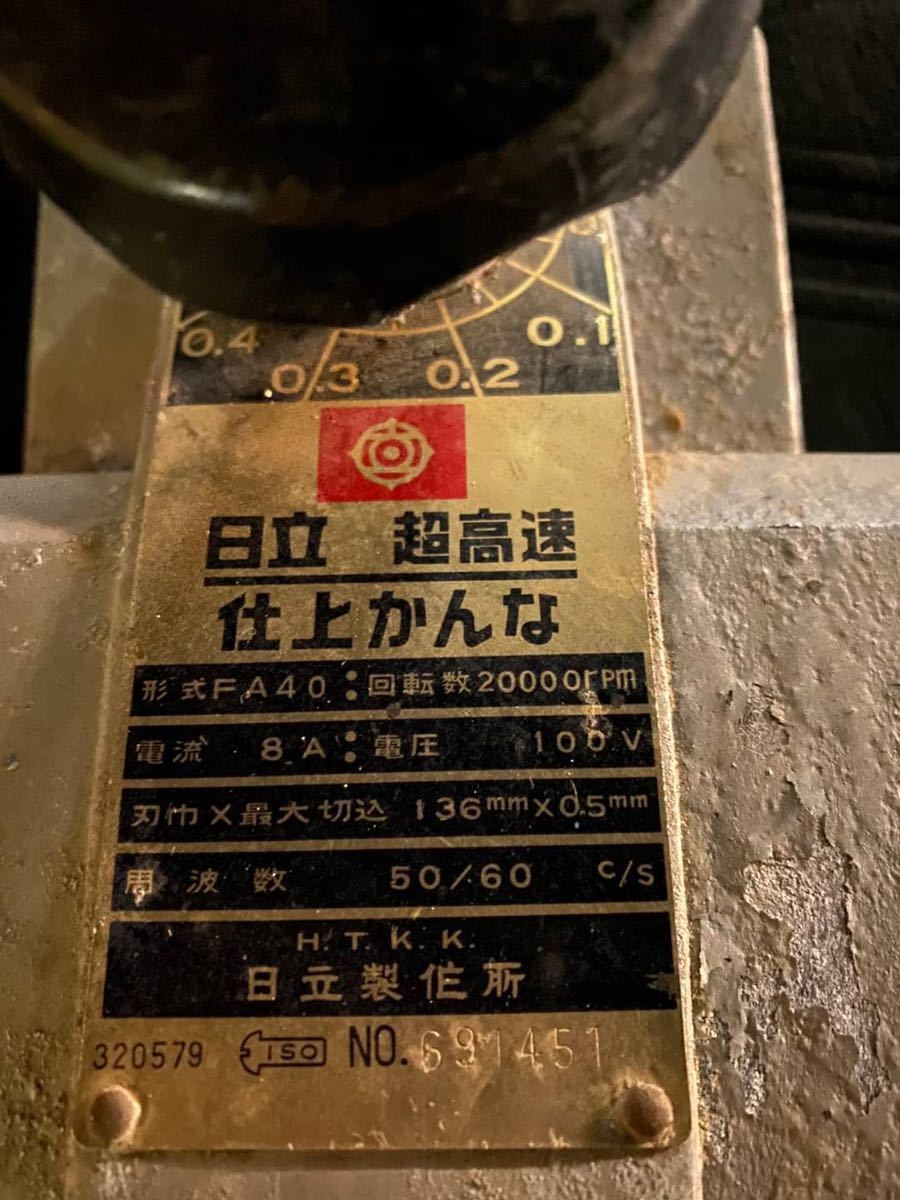 0.4 0.3 0.2 0.1
日立 超高速
仕上かんな
形式FA40:回転数20000rpm
電流 8A:電圧 100V
刃巾×最大切込 136mm×0.5mm
周波数 50/60 c/s
H.T.K.K.
日立製作所
320579 ISO NO.691451